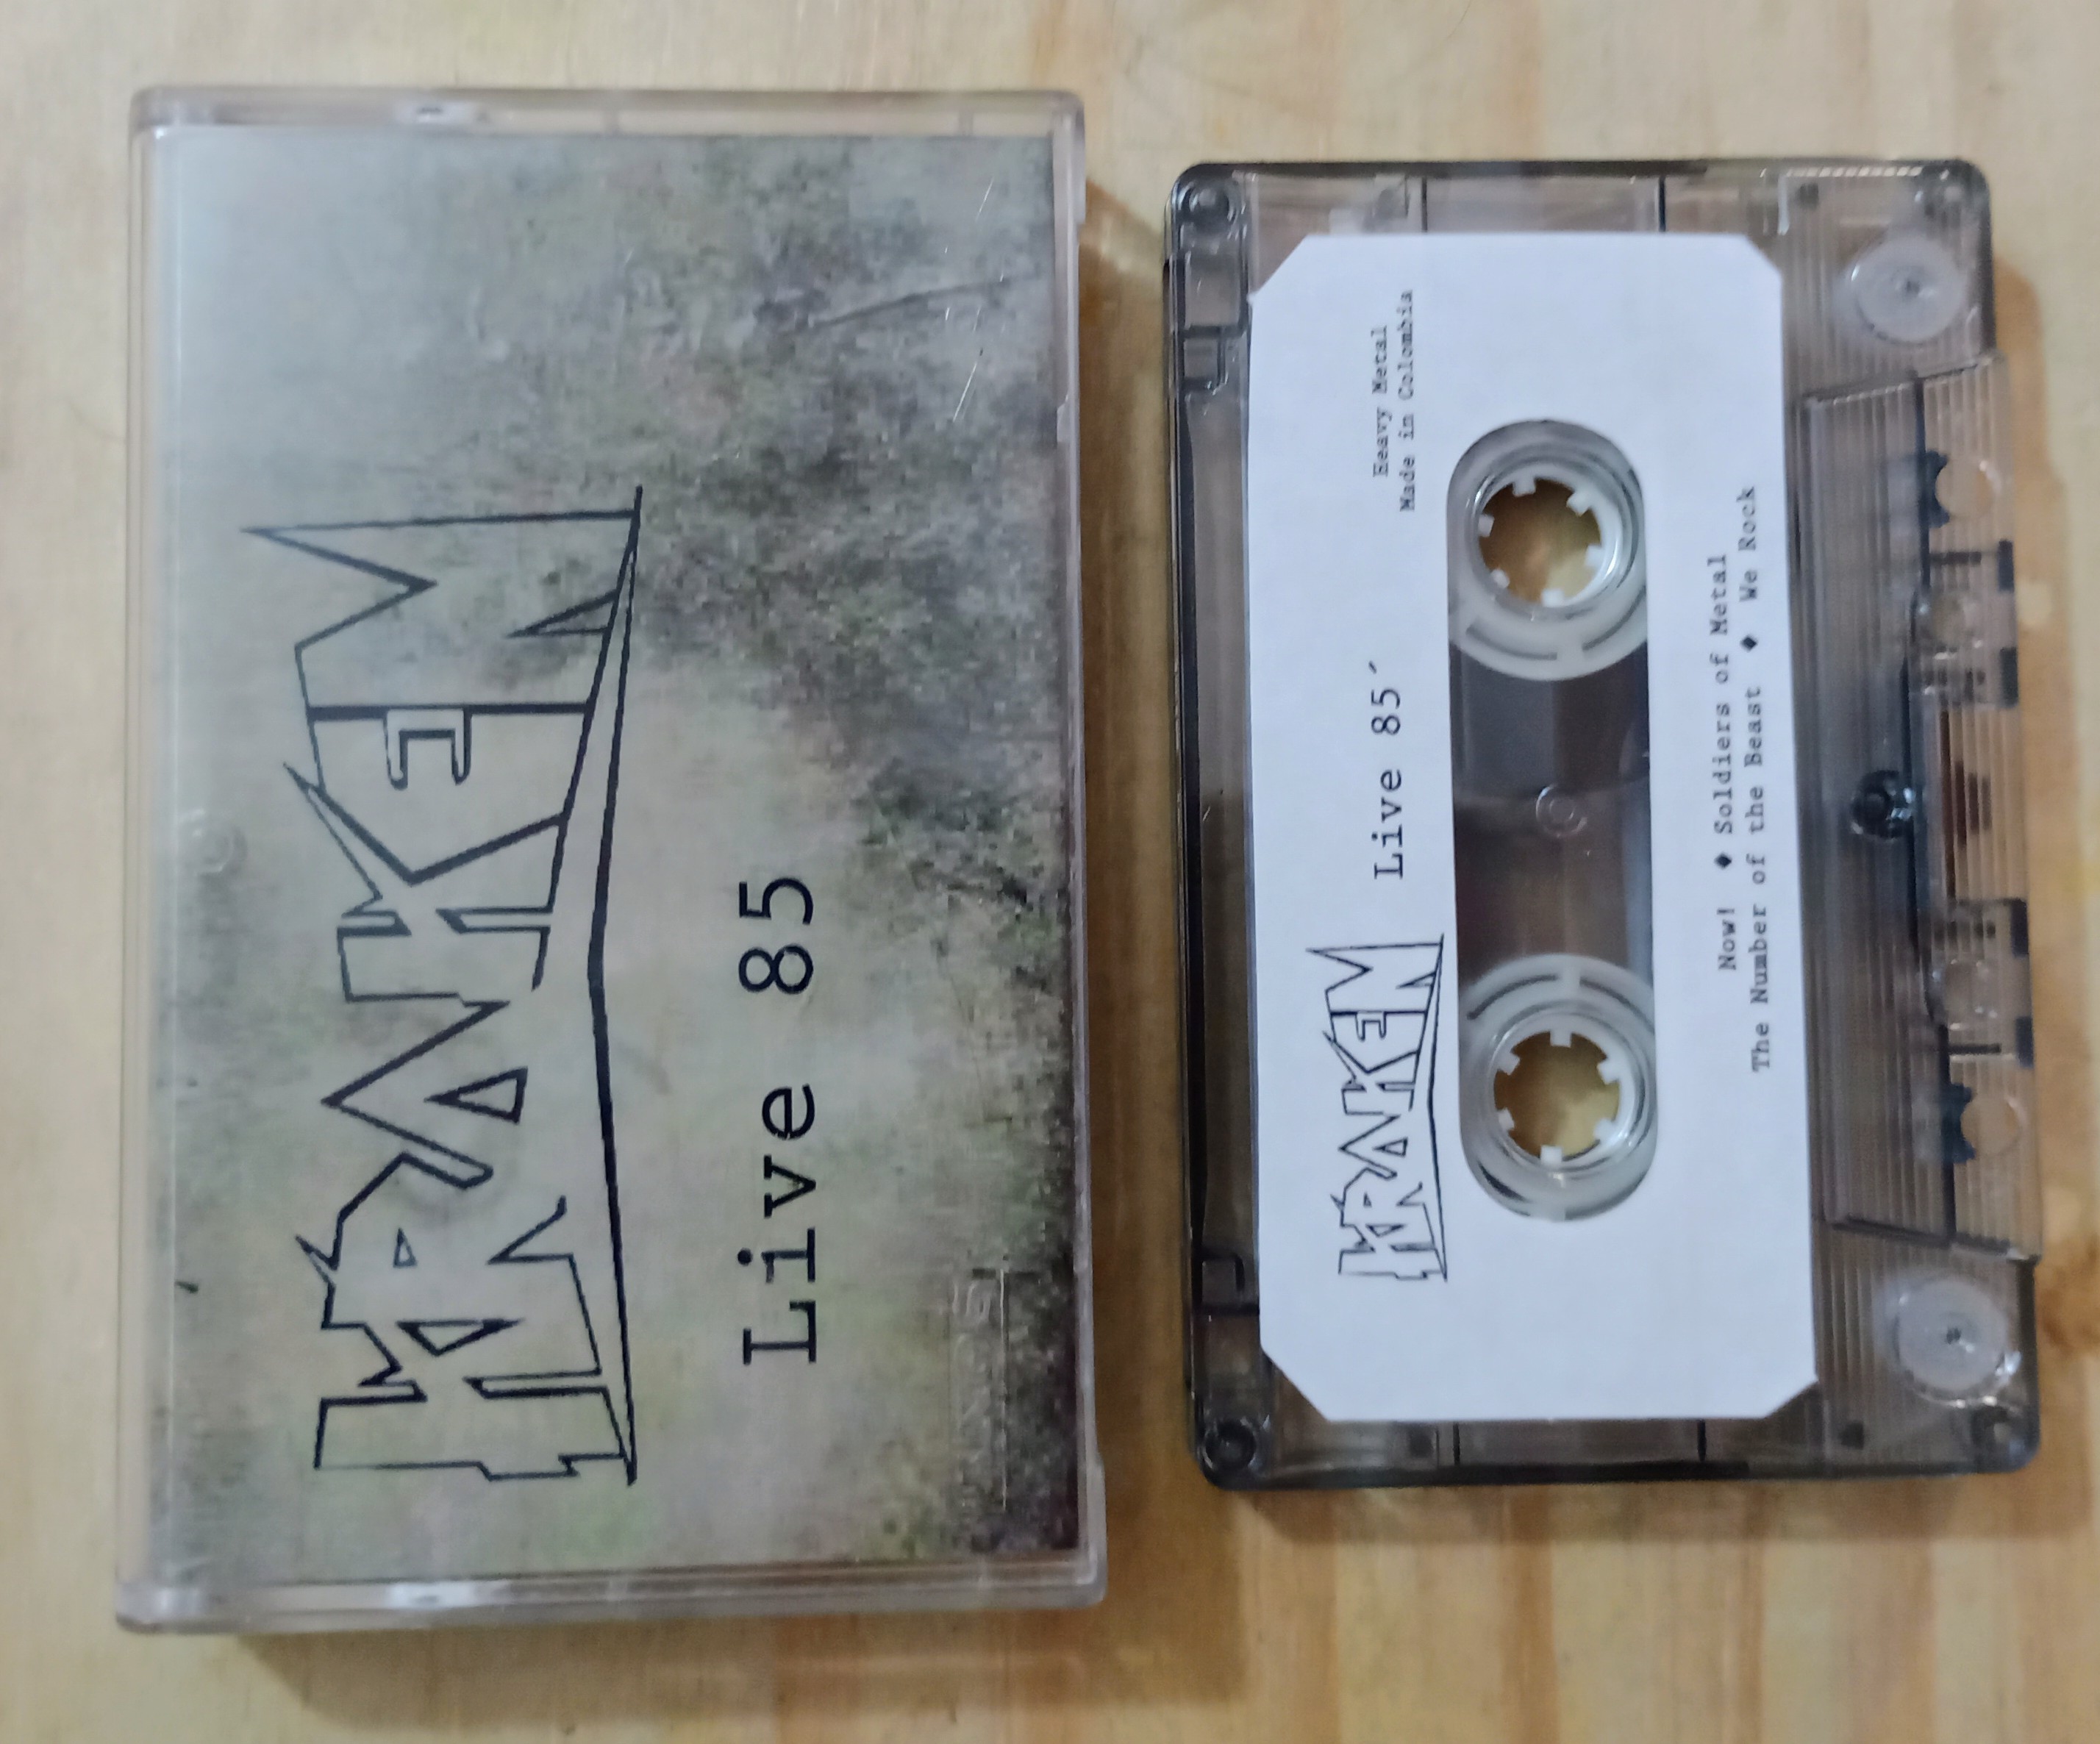 KRAKEN
Live 85
KRAKEN Live 85´
Heavy Metal
Made in Colombia
Now! ♦ Soldiers of Metal
The Number of the Beast ♦ We Rock